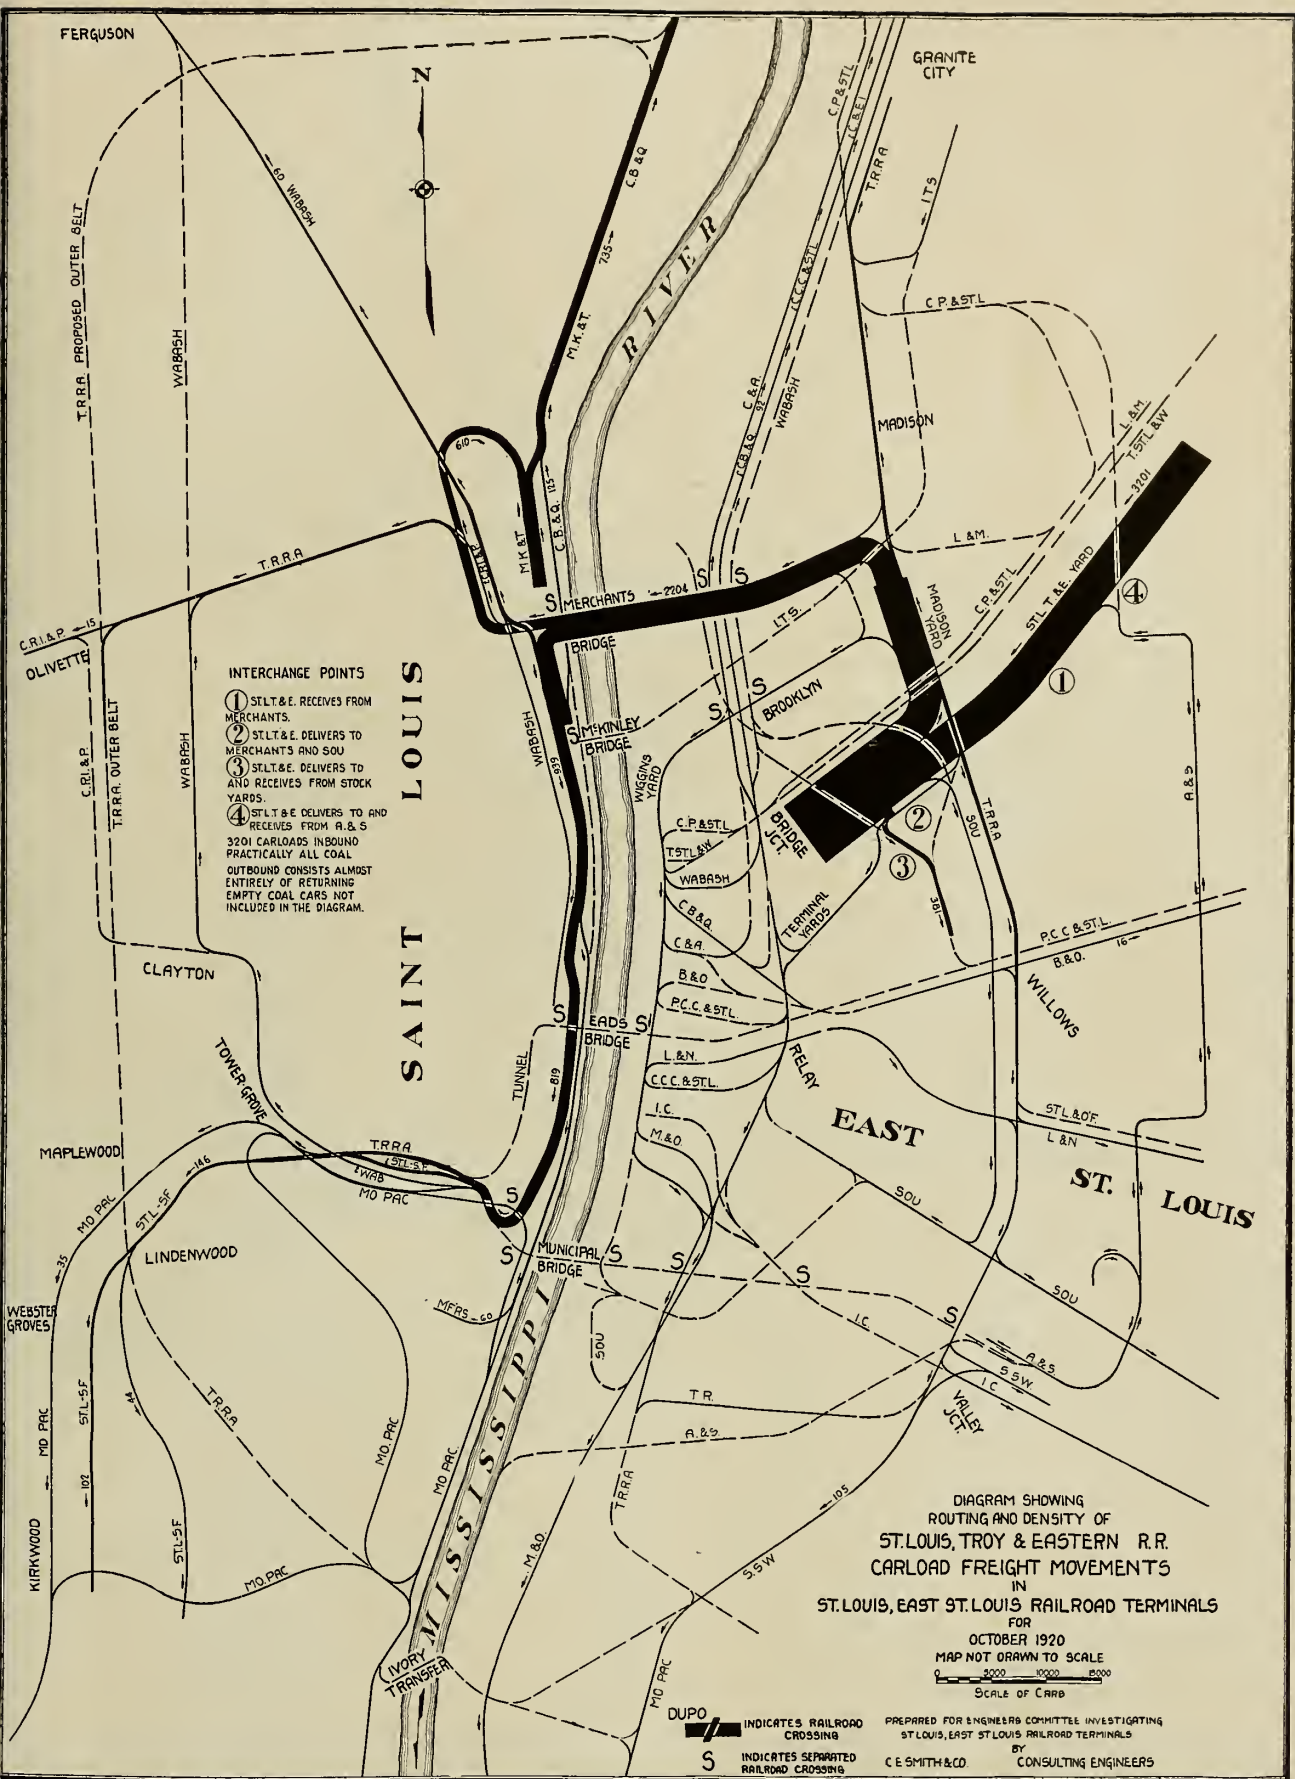 FERGUSON
N
GRANITE
CITY
C.P.&ST.L
(C.&E.I.
T.R.R.A
I.T.S
←60 WABASH
C.B.&Q
735→
M.K.&T.
RIVER
T.R.R.A. PROPOSED OUTER BELT
WABASH
(C.C.C.&ST.L
C.P.&ST.L
C.&A.
92→
WABASH
(C.B.&Q.
MADISON
L.&M.
T.ST.L.&W
←3201
610→
C.B.&Q. 125→
M.K.&T
T.R.R.A
L.&M.
C.P.&ST.L
ST.L.T.&E. YARD
4
S
MERCHANTS
←2204
S
S
BRIDGE
I.T.S.
MADISON
YARD
C.R.I.&P. ←15
OLIVETTE
1
INTERCHANGE POINTS
1 ST.L.T.&E. RECEIVES FROM
MERCHANTS.
2 ST.L.T.&E. DELIVERS TO
MERCHANTS AND SOU
3 ST.L.T.&E. DELIVERS TO
AND RECEIVES FROM STOCK
YARDS.
4 ST.L.T.&E DELIVERS TO AND
RECEIVES FROM A.&S
3201 CARLOADS INBOUND
PRACTICALLY ALL COAL
OUTBOUND CONSISTS ALMOST
ENTIRELY OF RETURNING
EMPTY COAL CARS NOT
INCLUDED IN THE DIAGRAM.
SAINT LOUIS
C.R.I.&P.
T.R.R.A. OUTER BELT
WABASH
WABASH
939
S
McKINLEY
BRIDGE
S
S
BROOKLYN
WIGGINS
YARD
A.&S
C.P.&ST.L
T.ST.L&W
WABASH
BRIDGE
JCT.
2
3
SOU
T.R.R.A
381→
C.B.&Q.
C.&A.
TERMINAL
YARDS
P.C.C.&ST.L.
B.&O.
16→
B.&O
P.C.C.&ST.L.
WILLOWS
CLAYTON
S
EADS
BRIDGE
S
TUNNEL
←819
L.&N.
C.C.C.&ST.L.
RELAY
I.C.
M.&O.
EAST
ST.
LOUIS
ST.L.&O'F.
L &N
TOWER-GROVE
MAPLEWOOD
T.R.R.A.
(ST.L-S.F
(WAB
MO PAC
←146
ST.L.-S.F
MO PAC
←35
LINDENWOOD
WEBSTER
GROVES
S
S
MUNICIPAL
BRIDGE
S
S
S
S
SOU
SOU
MFRS - 60
SOU
I.C.
A.&S
S.S.W.
I.C
VALLEY
JCT.
T.R.
A.&S.
MISSISSIPPI
MO PAC
ST.L-S.F
←102
44
T.R.R.A
MO. PAC
MO PAC.
ST.L-S.F
KIRKWOOD
MO.PAC
←M.&O.
T.R.R.A
←105
S.S.W
MO PAC
(IVORY
TRANSFER
DIAGRAM SHOWING
ROUTING AND DENSITY OF
ST. LOUIS, TROY & EASTERN R.R.
CARLOAD FREIGHT MOVEMENTS
IN
ST. LOUIS, EAST ST. LOUIS RAILROAD TERMINALS
FOR
OCTOBER 1920
MAP NOT DRAWN TO SCALE
0 5000 10000 15000
SCALE OF CARS
DUPO
INDICATES RAILROAD
CROSSING
S INDICATES SEPARATED
RAILROAD CROSSING
PREPARED FOR ENGINEERS COMMITTEE INVESTIGATING
ST LOUIS, EAST ST LOUIS RAILROAD TERMINALS
BY
C E SMITH & CO. CONSULTING ENGINEERS